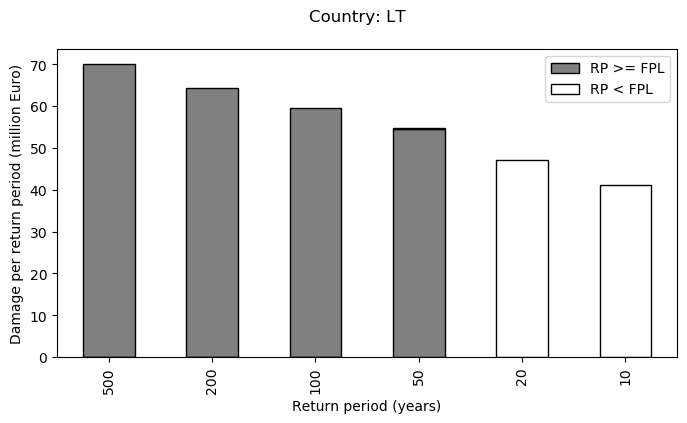 Country: LT
RP >= FPL
RP < FPL
Damage per return period (million Euro)
70
60
50
40
30
20
10
0
500
200
100
50
20
10
Return period (years)